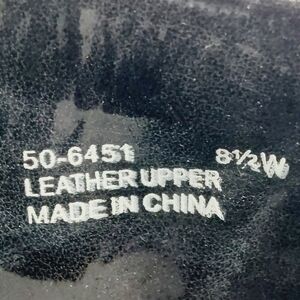 50-6451 8½W
LEATHER UPPER
MADE IN CHINA